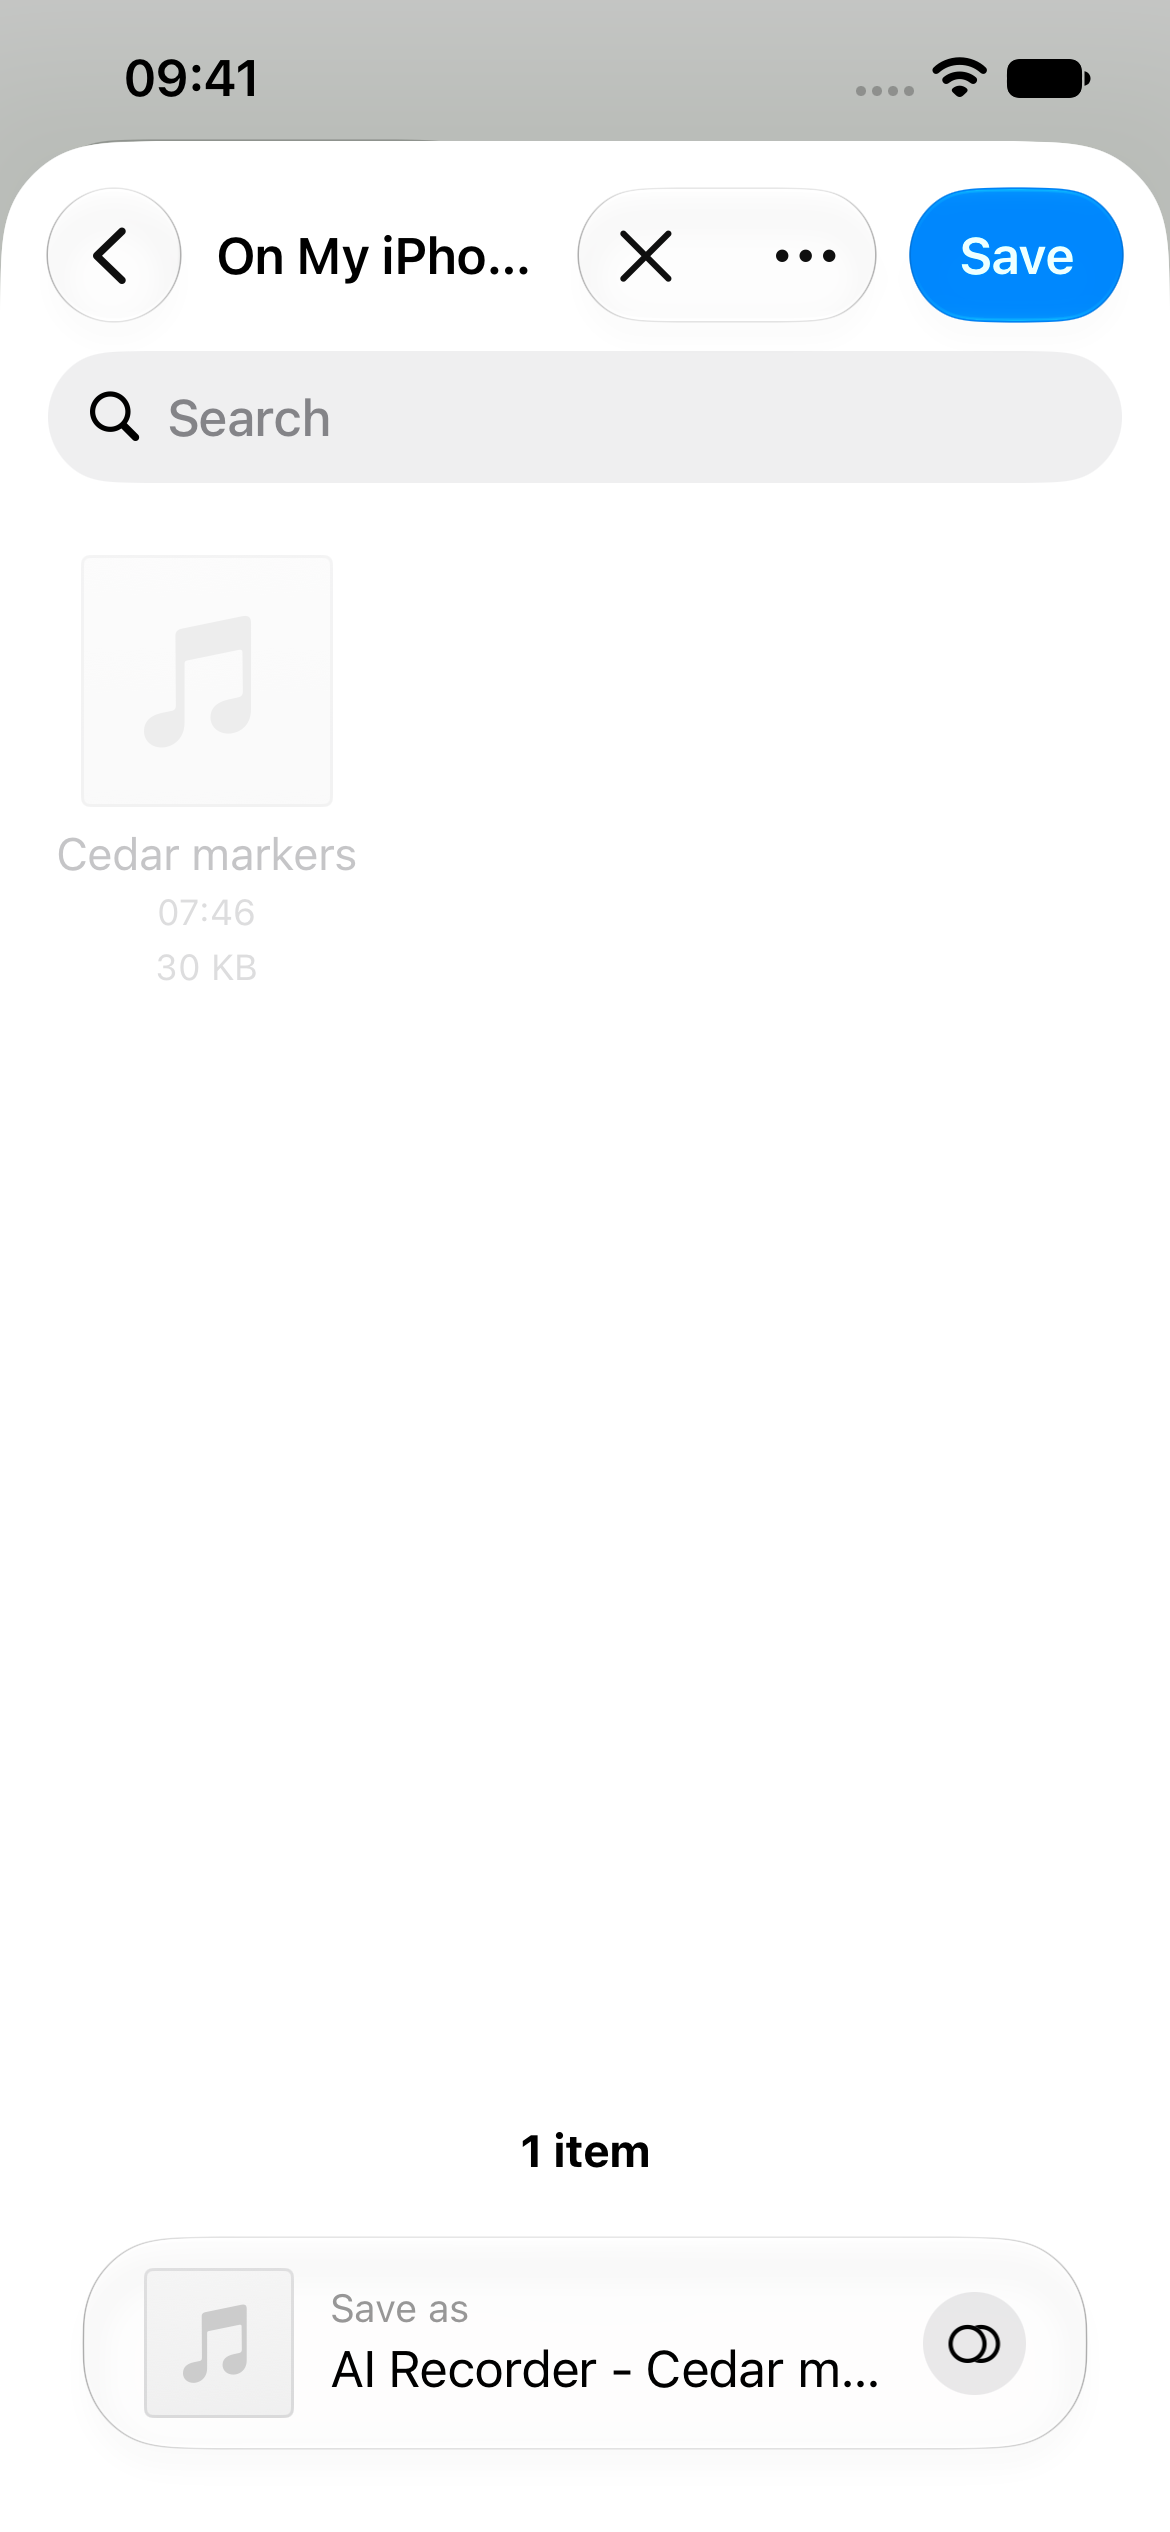 09:41
On My iPho...
Save
Search
Cedar markers
07:46
30 KB
1 item
Save as
AI Recorder - Cedar m...